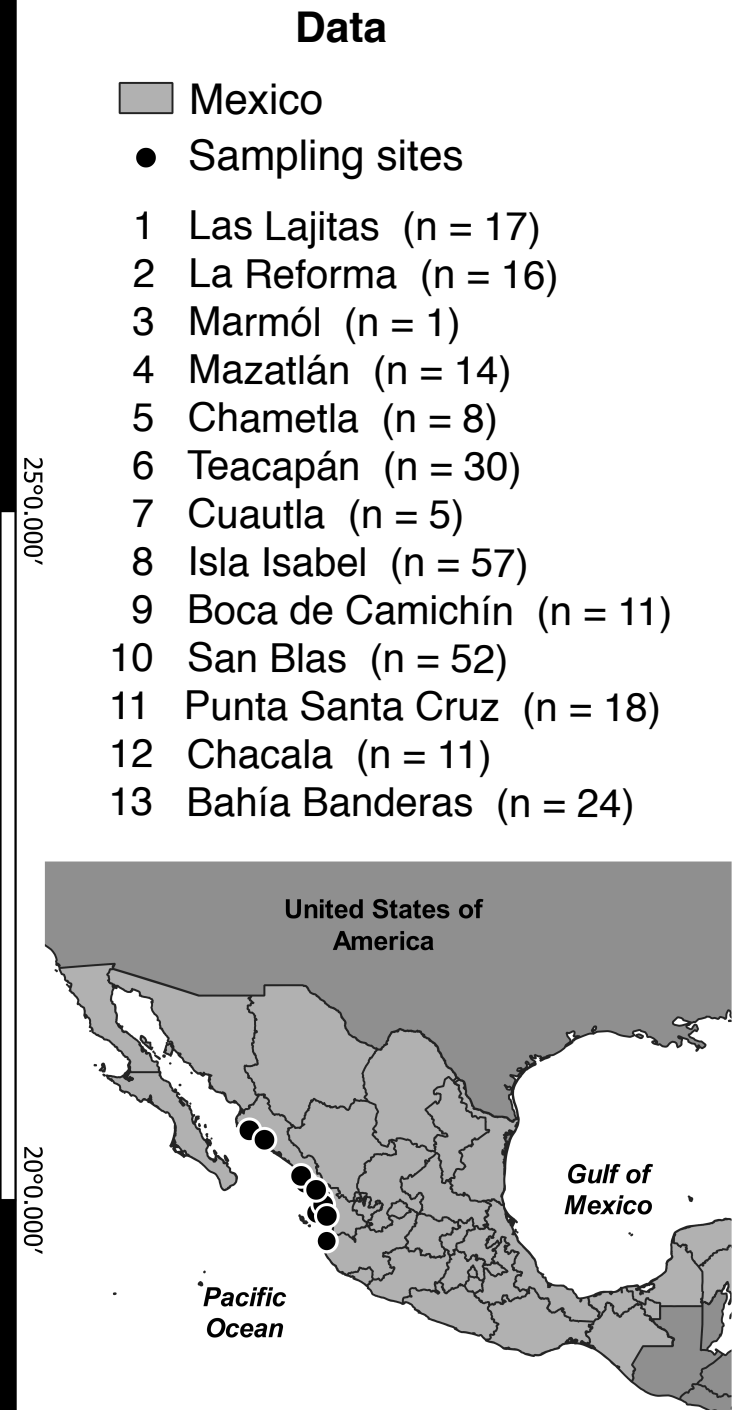 Data
Mexico
Sampling sites
1 Las Lajitas (n = 17)
2 La Reforma (n = 16)
3 Marmól (n = 1)
4 Mazatlán (n = 14)
5 Chametla (n = 8)
6 Teacapán (n = 30)
7 Cuautla (n = 5)
8 Isla Isabel (n = 57)
9 Boca de Camichín (n = 11)
10 San Blas (n = 52)
11 Punta Santa Cruz (n = 18)
12 Chacala (n = 11)
13 Bahía Banderas (n = 24)
25°0.000′
20°0.000′
United States of
America
Gulf of
Mexico
Pacific
Ocean